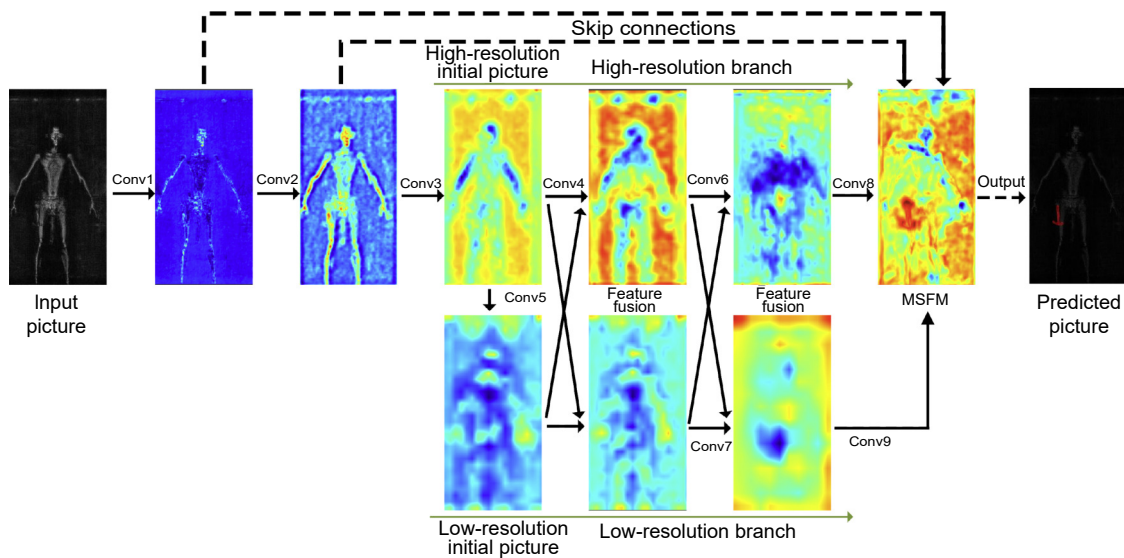 Skip connections
High-resolution
initial picture
High-resolution branch
Conv1
Conv2
Conv3
Conv4
Conv6
Conv8
Output
Input
picture
Conv5
Feature
fusion
Feature
fusion
MSFM
Predicted
picture
Conv7
Conv9
Low-resolution
initial picture
Low-resolution branch